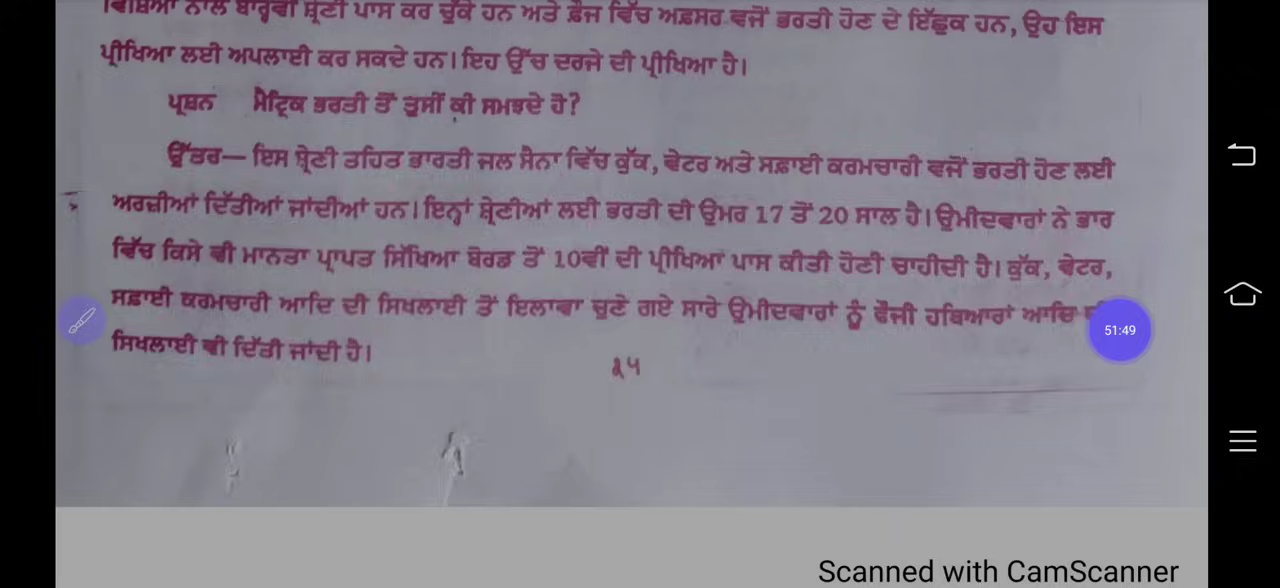 ਵਿਸ਼ਿਆਂ ਨਾਲ ਬਾਰ੍ਹਵੀਂ ਸ਼੍ਰੇਣੀ ਪਾਸ ਕਰ ਚੁੱਕੇ ਹਨ ਅਤੇ ਫ਼ੌਜ ਵਿੱਚ ਅਫ਼ਸਰ ਵਜੋਂ ਭਰਤੀ ਹੋਣ ਦੇ ਇੱਛੁਕ ਹਨ, ਉਹ ਇਸ
ਪ੍ਰੀਖਿਆ ਲਈ ਅਪਲਾਈ ਕਰ ਸਕਦੇ ਹਨ। ਇਹ ਉੱਚ ਦਰਜੇ ਦੀ ਪ੍ਰੀਖਿਆ ਹੈ।
ਪ੍ਰਸ਼ਨ ਮੈਟ੍ਰਿਕ ਭਰਤੀ ਤੋਂ ਤੁਸੀਂ ਕੀ ਸਮਝਦੇ ਹੋ?
ਉੱਤਰ— ਇਸ ਸ਼੍ਰੇਣੀ ਤਹਿਤ ਭਾਰਤੀ ਜਲ ਸੈਨਾ ਵਿੱਚ ਕੁੱਕ, ਵੇਟਰ ਅਤੇ ਸਫ਼ਾਈ ਕਰਮਚਾਰੀ ਵਜੋਂ ਭਰਤੀ ਹੋਣ ਲਈ
ਅਰਜ਼ੀਆਂ ਦਿੱਤੀਆਂ ਜਾਂਦੀਆਂ ਹਨ। ਇਨ੍ਹਾਂ ਸ਼੍ਰੇਣੀਆਂ ਲਈ ਭਰਤੀ ਦੀ ਉਮਰ 17 ਤੋਂ 20 ਸਾਲ ਹੈ। ਉਮੀਦਵਾਰਾਂ ਨੇ ਭਾਰ
ਵਿੱਚ ਕਿਸੇ ਵੀ ਮਾਨਤਾ ਪ੍ਰਾਪਤ ਸਿੱਖਿਆ ਬੋਰਡ ਤੋਂ 10ਵੀਂ ਦੀ ਪ੍ਰੀਖਿਆ ਪਾਸ ਕੀਤੀ ਹੋਣੀ ਚਾਹੀਦੀ ਹੈ। ਕੁੱਕ, ਵੇਟਰ,
ਸਫ਼ਾਈ ਕਰਮਚਾਰੀ ਆਦਿ ਦੀ ਸਿਖਲਾਈ ਤੋਂ ਇਲਾਵਾ ਚੁਣੇ ਗਏ ਸਾਰੇ ਉਮੀਦਵਾਰਾਂ ਨੂੰ ਫੌਜੀ ਹਥਿਆਰਾਂ ਆਦਿ
51:49
ਸਿਖਲਾਈ ਵੀ ਦਿੱਤੀ ਜਾਂਦੀ ਹੈ।
੨੫
Scanned with CamScanner